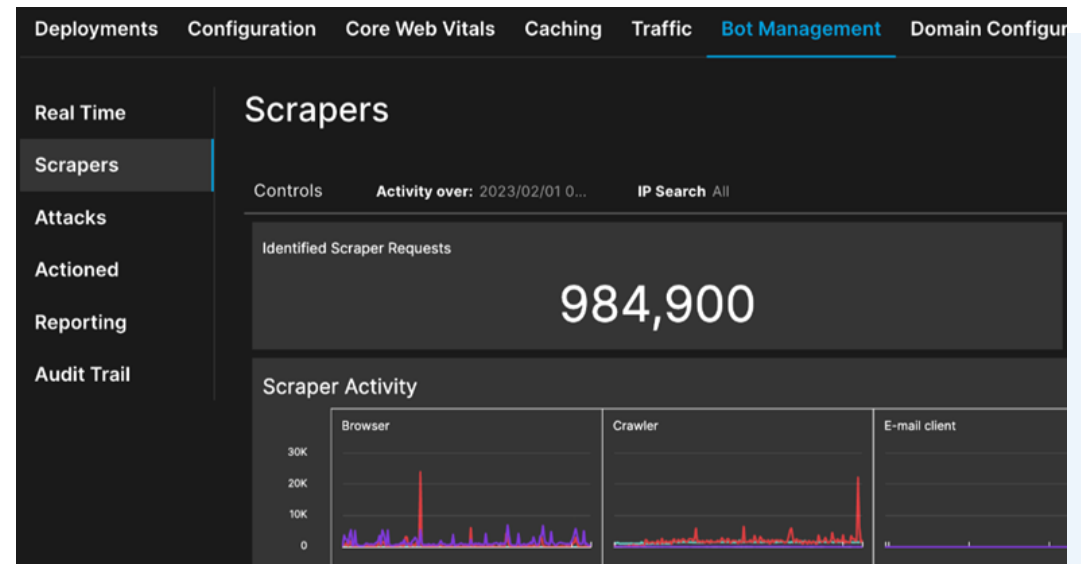 Deployments Configuration Core Web Vitals Caching Traffic Bot Management Domain Configur
Real Time
Scrapers
Attacks
Actioned
Reporting
Audit Trail
Scrapers
Controls Activity over: 2023/02/01 0... IP Search All
Identified Scraper Requests
984,900
Scraper Activity
Browser Crawler E-mail client
30K
20K
10K
0